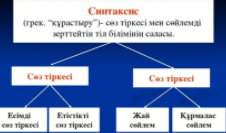 Синтаксис
(грек. "құрастыру")- сөз тіркесі мен сөйлемді
зерттейтін тіл білімінің саласы.
Сөз тіркесі
Сөз тіркесі
Есімді
сөз тіркесі
Етістікті
сөз тіркесі
Жай
сөйлем
Құрмалас
сөйлем